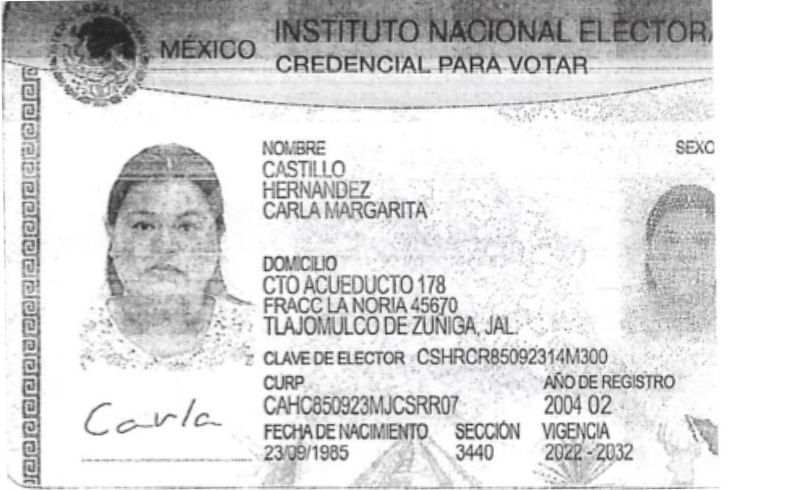 MÉXICO INSTITUTO NACIONAL ELECTORA
CREDENCIAL PARA VOTAR
NOMBRE SEXO
CASTILLO
HERNANDEZ
CARLA MARGARITA
DOMICILIO
CTO ACUEDUCTO 178
FRACC LA NORIA 45670
TLAJOMULCO DE ZUÑIGA, JAL.
CLAVE DE ELECTOR CSHRCR85092314M300
CURP AÑO DE REGISTRO
CAHC850923MJCSRR07 2004 02
FECHA DE NACIMIENTO SECCIÓN VIGENCIA
23/09/1985 3440 2022 - 2032
Carla